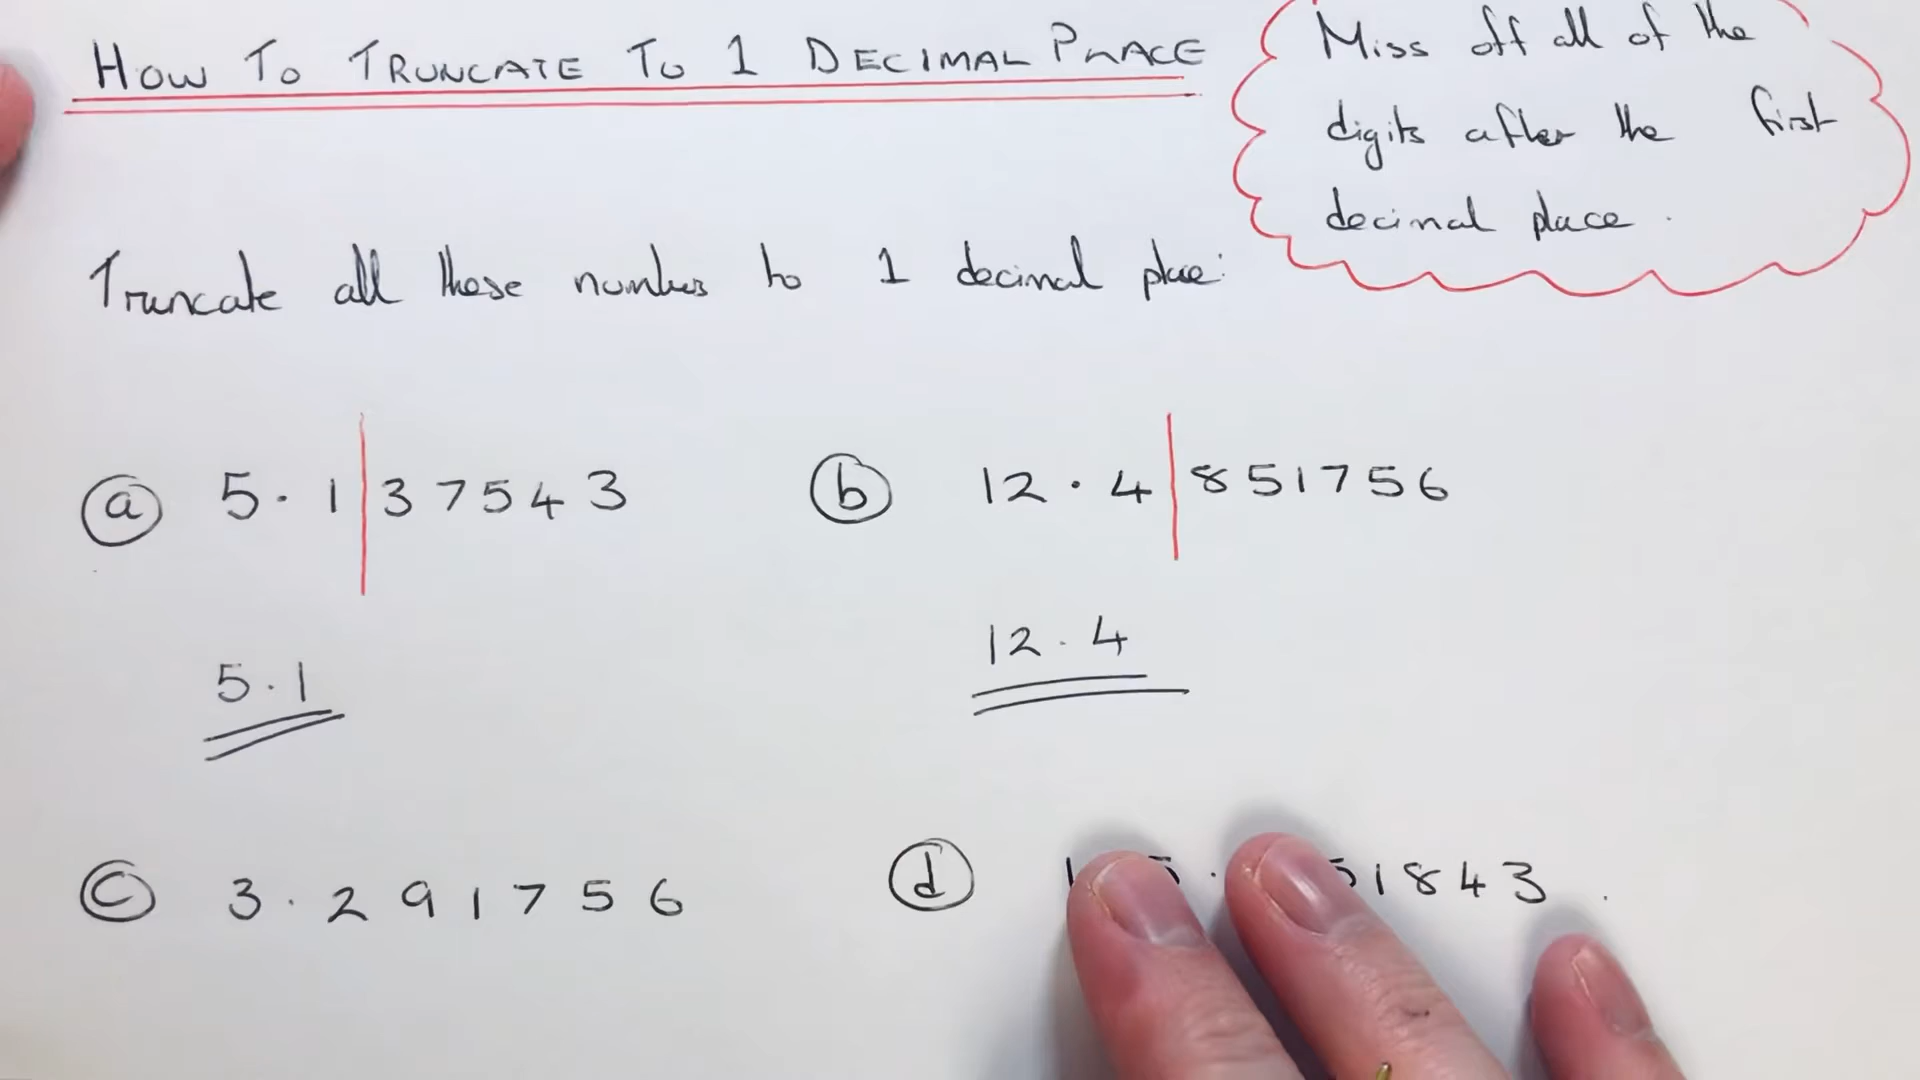 HOW TO TRUNCATE TO 1 DECIMAL PLACE
Miss off all of the
digits after the first
decimal place.
Truncate all these numbers to 1 decimal place:
a 5.1|37543
b 12.4|851756
5.1
12.4
c 3.291756
d 51843